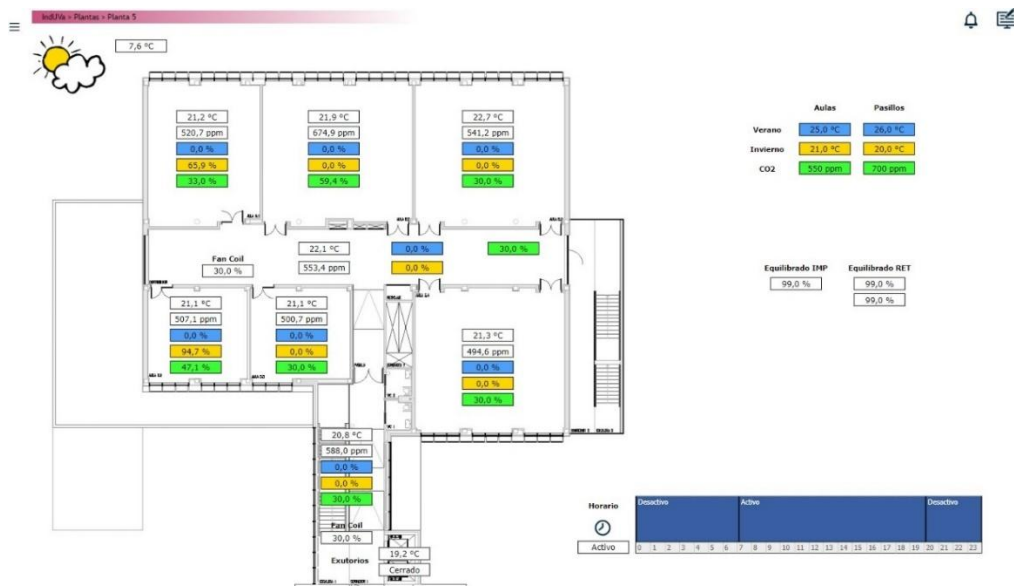 IndUVa > Plantas > Planta 5
7,6 °C
21,2 °C
520,7 ppm
0,0 %
65,9 %
33,0 %
21,9 °C
674,9 ppm
0,0 %
0,0 %
59,4 %
22,7 °C
541,2 ppm
0,0 %
0,0 %
30,0 %
Aulas Pasillos
Verano 25,0 °C 26,0 °C
Invierno 21,0 °C 20,0 °C
CO2 550 ppm 700 ppm
Fan Coil
30,0 %
22,1 °C
553,4 ppm
0,0 %
0,0 %
30,0 %
Equilibrado IMP Equilibrado RET
99,0 % 99,0 %
99,0 %
21,1 °C
507,1 ppm
0,0 %
94,7 %
47,1 %
21,1 °C
500,7 ppm
0,0 %
0,0 %
30,0 %
21,3 °C
494,6 ppm
0,0 %
0,0 %
30,0 %
20,8 °C
588,0 ppm
0,0 %
0,0 %
30,0 %
Fan Coil
30,0 %
Exutorios
19,2 °C
Cerrado
Horario
Activo
Desactivo Activo Desactivo
0 1 2 3 4 5 6 7 8 9 10 11 12 13 14 15 16 17 18 19 20 21 22 23